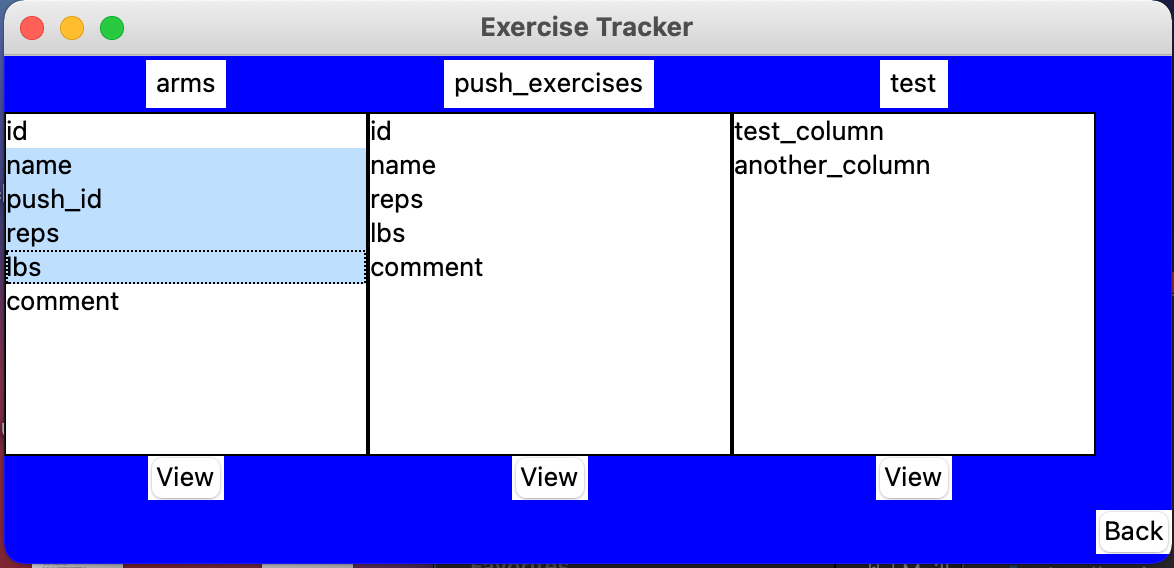 Exercise Tracker
arms
push_exercises
test
id
name
push_id
reps
lbs
comment
id
name
reps
lbs
comment
test_column
another_column
View
View
View
Back